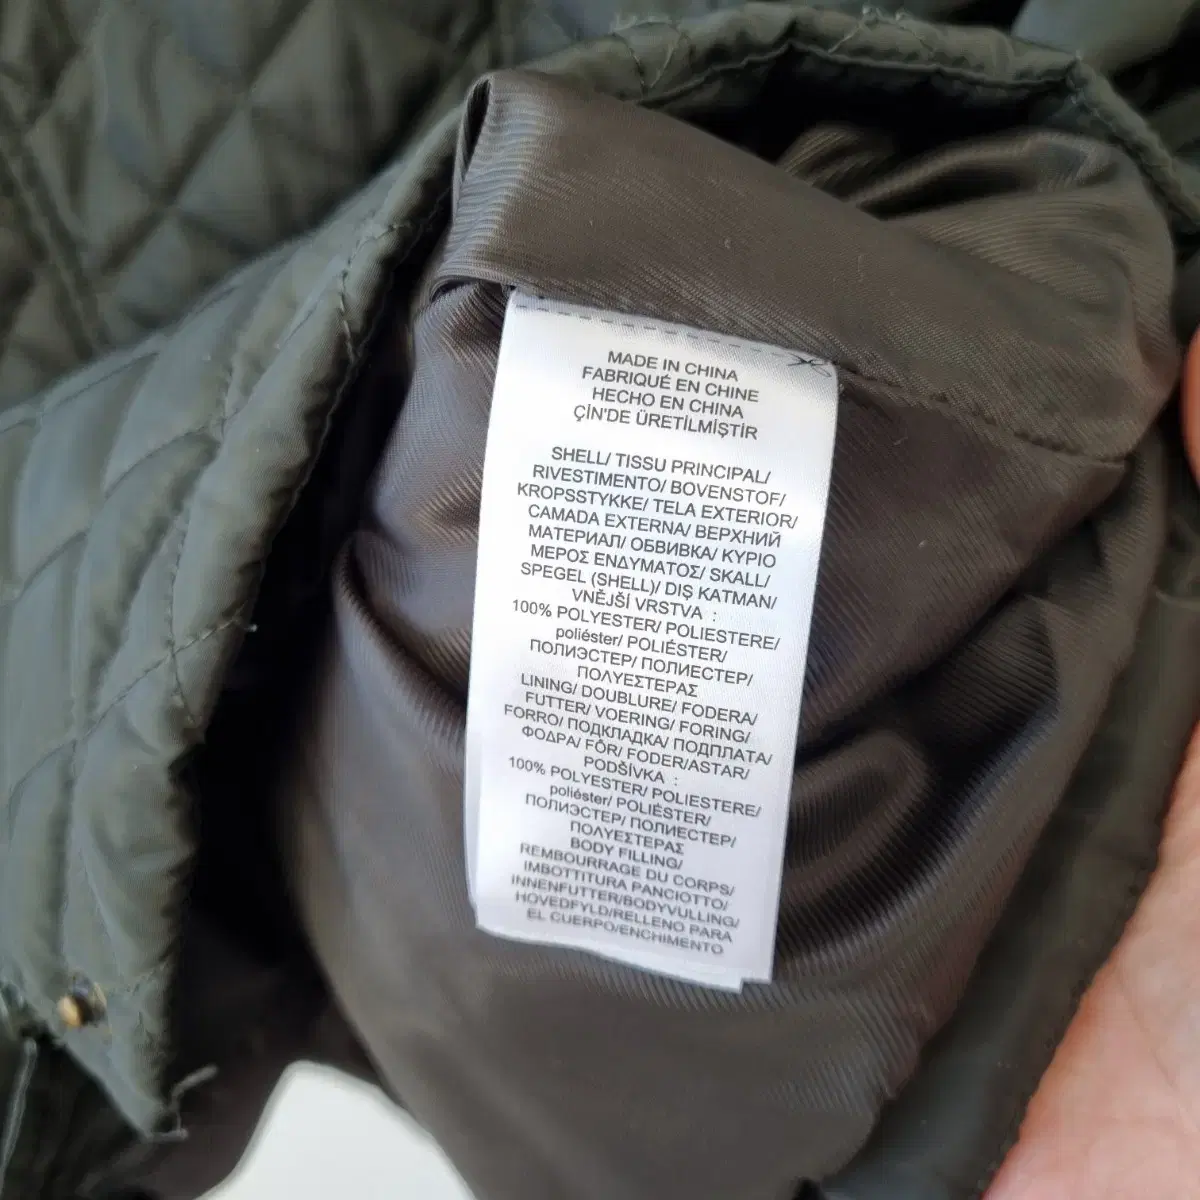 MADE IN CHINA
FABRIQUÉ EN CHINE
HECHO EN CHINA
ÇİN'DE ÜRETİLMİŞTİR
SHELL/ TISSU PRINCIPAL/
RIVESTIMENTO/ BOVENSTOF/
KROPSSTYKKE/ TELA EXTERIOR/
CAMADA EXTERNA/ ВЕРХНИЙ
МАТЕРИАЛ/ ОБВИВКА/ ΚΥΡΙΟ
ΜΕΡΟΣ ΕΝΔΥΜΑΤΟΣ/ SKALL/
SPEGEL (SHELL)/ DIŞ KATMAN/
VNĚJŠÍ VRSTVA :
100% POLYESTER/ POLIESTERE/
poliéster/ POLIÉSTER/
ПОЛИЭСТЕР/ ПОЛИЕСТЕР/
ΠΟΛΥΕΣΤΕΡΑΣ
LINING/ DOUBLURE/ FODERA/
FUTTER/ VOERING/ FORING/
FORRO/ ПОДКЛАДКА/ ПОДПЛАТА/
ΦΟΔΡΑ/ FÔR/ FODER/ASTAR/
PODŠÍVKA :
100% POLYESTER/ POLIESTERE/
poliéster/ POLIÉSTER/
ПОЛИЭСТЕР/ ПОЛИЕСТЕР/
ΠΟΛΥΕΣΤΕΡΑΣ
BODY FILLING/
REMBOURRAGE DU CORPS/
IMBOTTITURA PANCIOTTO/
INNENFUTTER/BODYVULLING/
HOVEDFYLD/RELLENO PARA
EL CUERPO/ENCHIMENTO